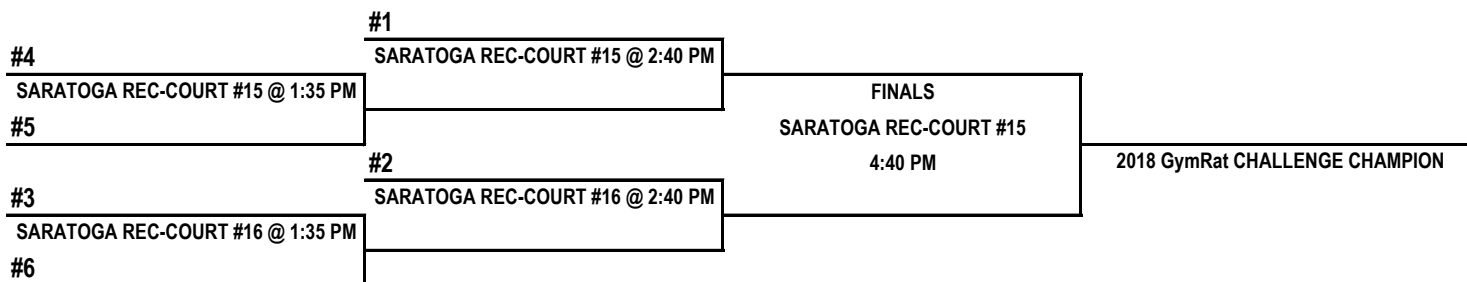 #1
#4
SARATOGA REC-COURT #15 @ 2:40 PM
SARATOGA REC-COURT #15 @ 1:35 PM
FINALS
#5
SARATOGA REC-COURT #15
#2
4:40 PM
2018 GymRat CHALLENGE CHAMPION
#3
SARATOGA REC-COURT #16 @ 2:40 PM
SARATOGA REC-COURT #16 @ 1:35 PM
#6